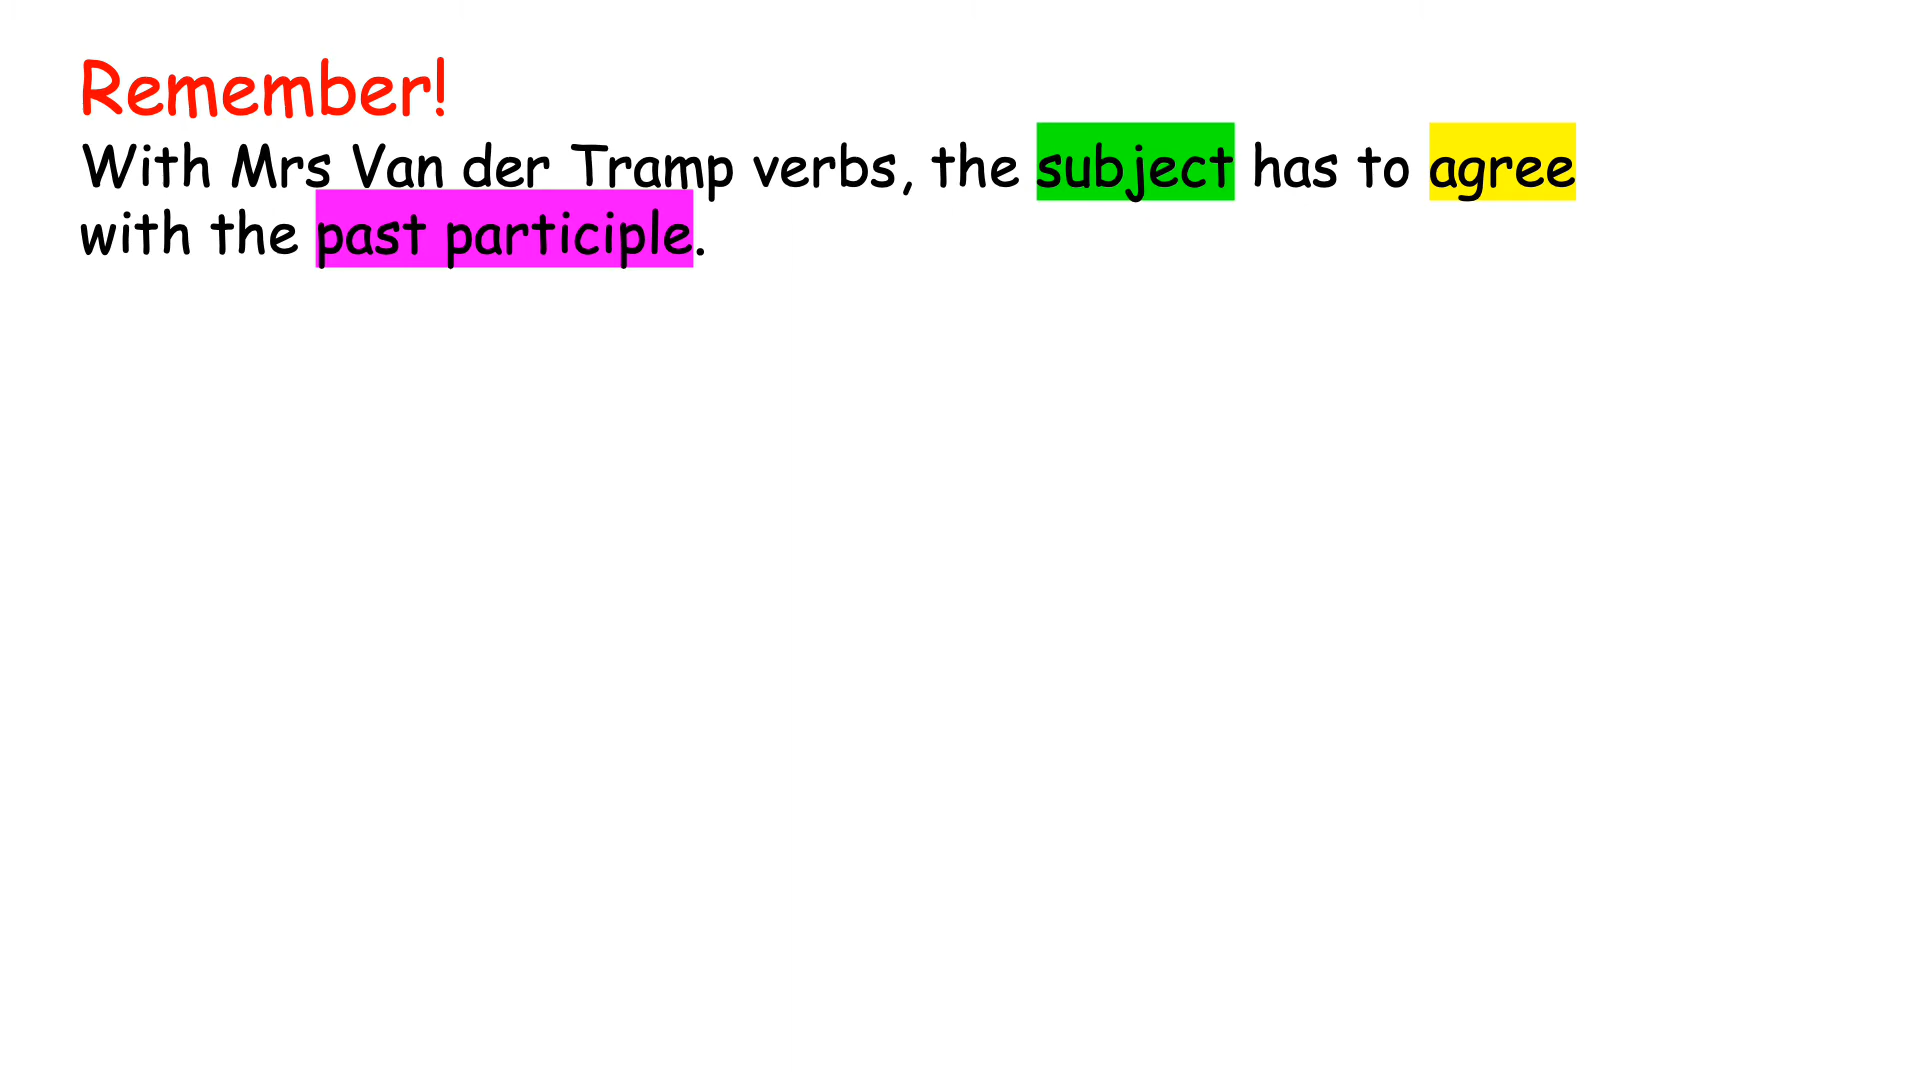 Remember!
With Mrs Van der Tramp verbs, the subject has to agree
with the past participle.